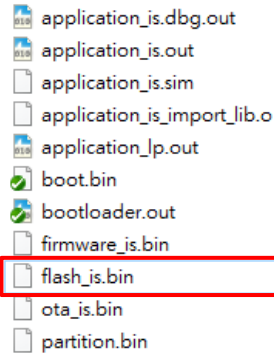 application_is.dbg.out
application_is.out
application_is.sim
application_is_import_lib.o
application_lp.out
boot.bin
bootloader.out
firmware_is.bin
flash_is.bin
ota_is.bin
partition.bin